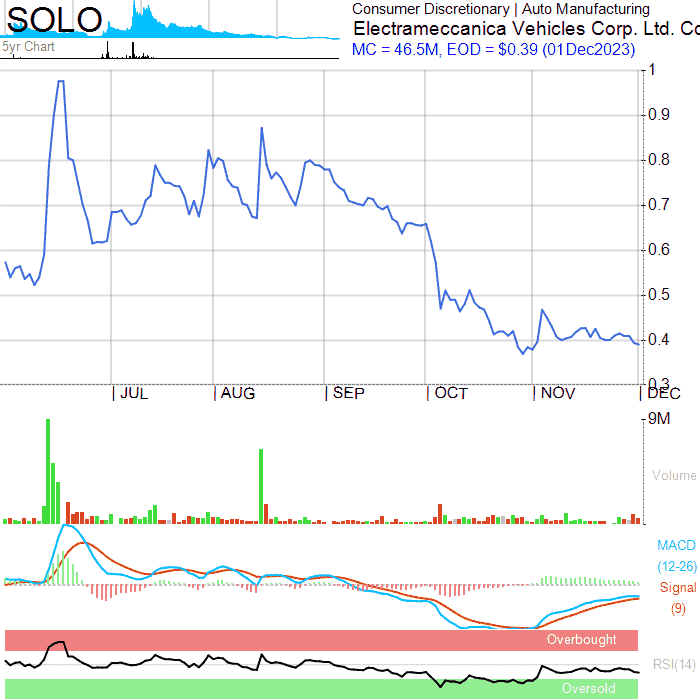 SOLO
5yr Chart
Consumer Discretionary | Auto Manufacturing
Electrameccanica Vehicles Corp. Ltd. Co
MC = 46.5M, EOD = $0.39 (01Dec2023)
1
0.9
0.8
0.7
0.6
0.5
0.4
0.3
| JUL | AUG | SEP | OCT | NOV | DEC
9M
Volume
MACD
(12-26)
Signal
(9)
Overbought
RSI(14)
Oversold